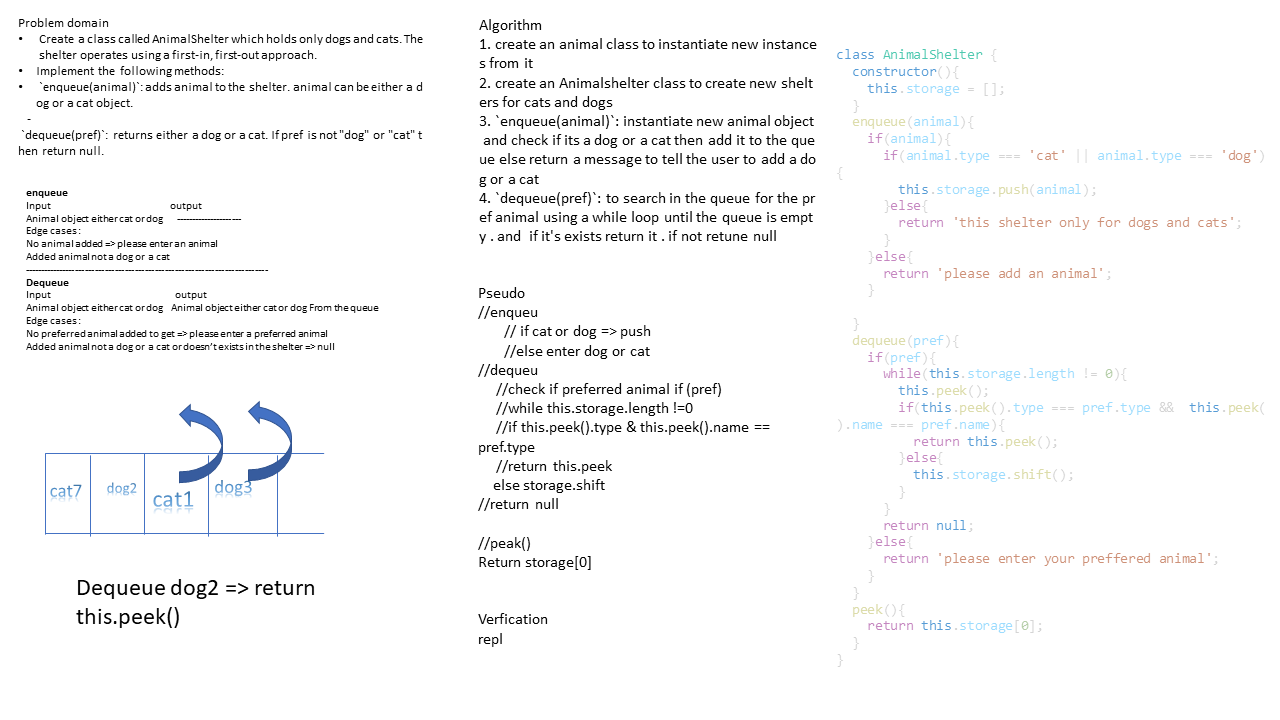 Problem domain
• Create a class called AnimalShelter which holds only dogs and cats. The
shelter operates using a first-in, first-out approach.
• Implement the following methods:
• `enqueue(animal)`: adds animal to the shelter. animal can be either a d
og or a cat object.
-
`dequeue(pref)`: returns either a dog or a cat. If pref is not "dog" or "cat" t
hen return null.
enqueue
Input output
Animal object either cat or dog ---------------------
Edge cases :
No animal added => please enter an animal
Added animal not a dog or a cat
--------------------------------------------------------------------------------
Dequeue
Input output
Animal object either cat or dog Animal object either cat or dog From the queue
Edge cases :
No preferred animal added to get => please enter a preferred animal
Added animal not a dog or a cat or doesn't exists in the shelter => null
cat7 dog2 cat1 dog3
Dequeue dog2 => return
this.peek()
Algorithm
1. create an animal class to instantiate new instance
s from it
2. create an Animalshelter class to create new shelt
ers for cats and dogs
3. `enqueue(animal)`: instantiate new animal object
and check if its a dog or a cat then add it to the que
ue else return a message to tell the user to add a do
g or a cat
4. `dequeue(pref)`: to search in the queue for the pr
ef animal using a while loop until the queue is empt
y . and if it's exists return it . if not retune null
Pseudo
//enqueu
// if cat or dog => push
//else enter dog or cat
//dequeu
//check if preferred animal if (pref)
//while this.storage.length !=0
//if this.peek().type & this.peek().name ==
pref.type
//return this.peek
else storage.shift
//return null
//peak()
Return storage[0]
Verfication
repl
class AnimalShelter {
constructor(){
this.storage = [];
}
enqueue(animal){
if(animal){
if(animal.type === 'cat' || animal.type === 'dog')
{
this.storage.push(animal);
}else{
return 'this shelter only for dogs and cats';
}
}else{
return 'please add an animal';
}
}
dequeue(pref){
if(pref){
while(this.storage.length != 0){
this.peek();
if(this.peek().type === pref.type && this.peek(
).name === pref.name){
return this.peek();
}else{
this.storage.shift();
}
}
return null;
}else{
return 'please enter your preffered animal';
}
}
peek(){
return this.storage[0];
}
}